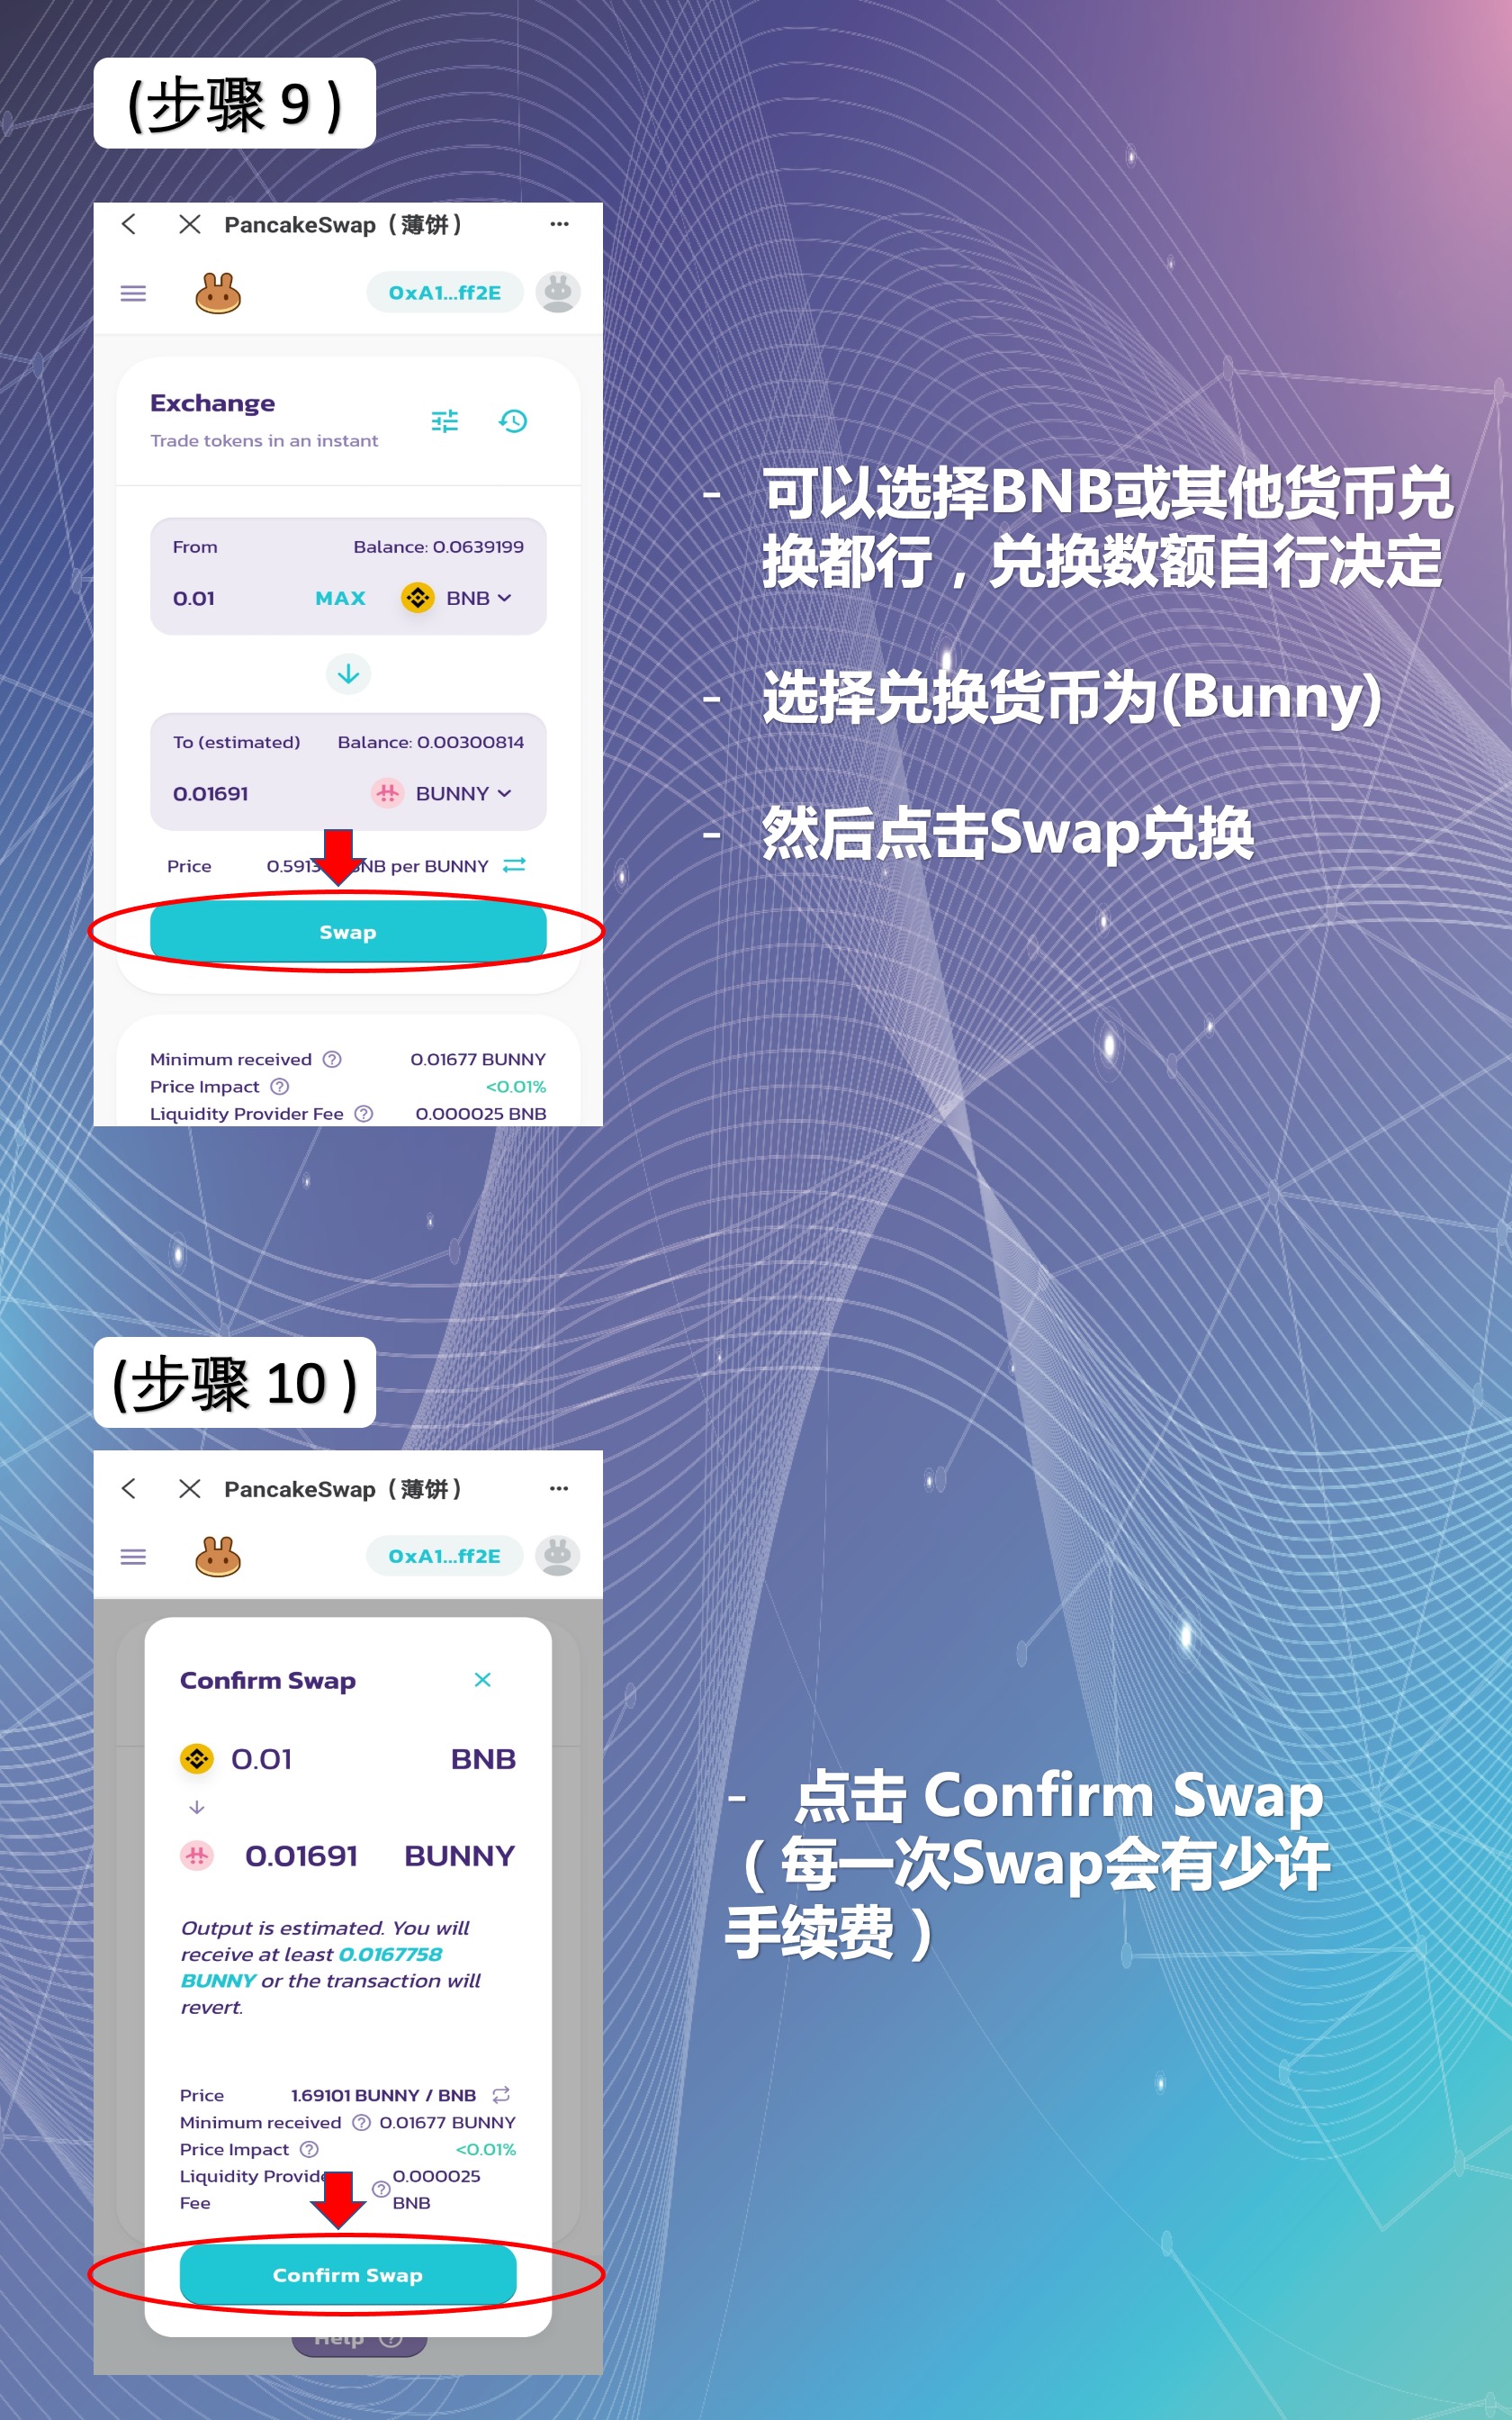 (步骤 9 )
PancakeSwap（薄饼）
0xA1...ff2E
Exchange
Trade tokens in an instant
From Balance: 0.0639199
0.01 MAX BNB
To (estimated) Balance: 0.00300814
0.01691 BUNNY
Price 0.5913 BNB per BUNNY
Swap
Minimum received 0.01677 BUNNY
Price Impact <0.01%
Liquidity Provider Fee 0.000025 BNB
- 可以选择BNB或其他货币兑
换都行，兑换数额自行决定
- 选择兑换货币为(Bunny)
- 然后点击Swap兑换
(步骤 10 )
PancakeSwap（薄饼）
0xA1...ff2E
Confirm Swap
0.01 BNB
0.01691 BUNNY
Output is estimated. You will
receive at least 0.0167758
BUNNY or the transaction will
revert.
Price 1.69101 BUNNY / BNB
Minimum received 0.01677 BUNNY
Price Impact <0.01%
Liquidity Provide 0.000025
Fee BNB
Confirm Swap
Help
- 点击 Confirm Swap
（每一次Swap会有少许
手续费）